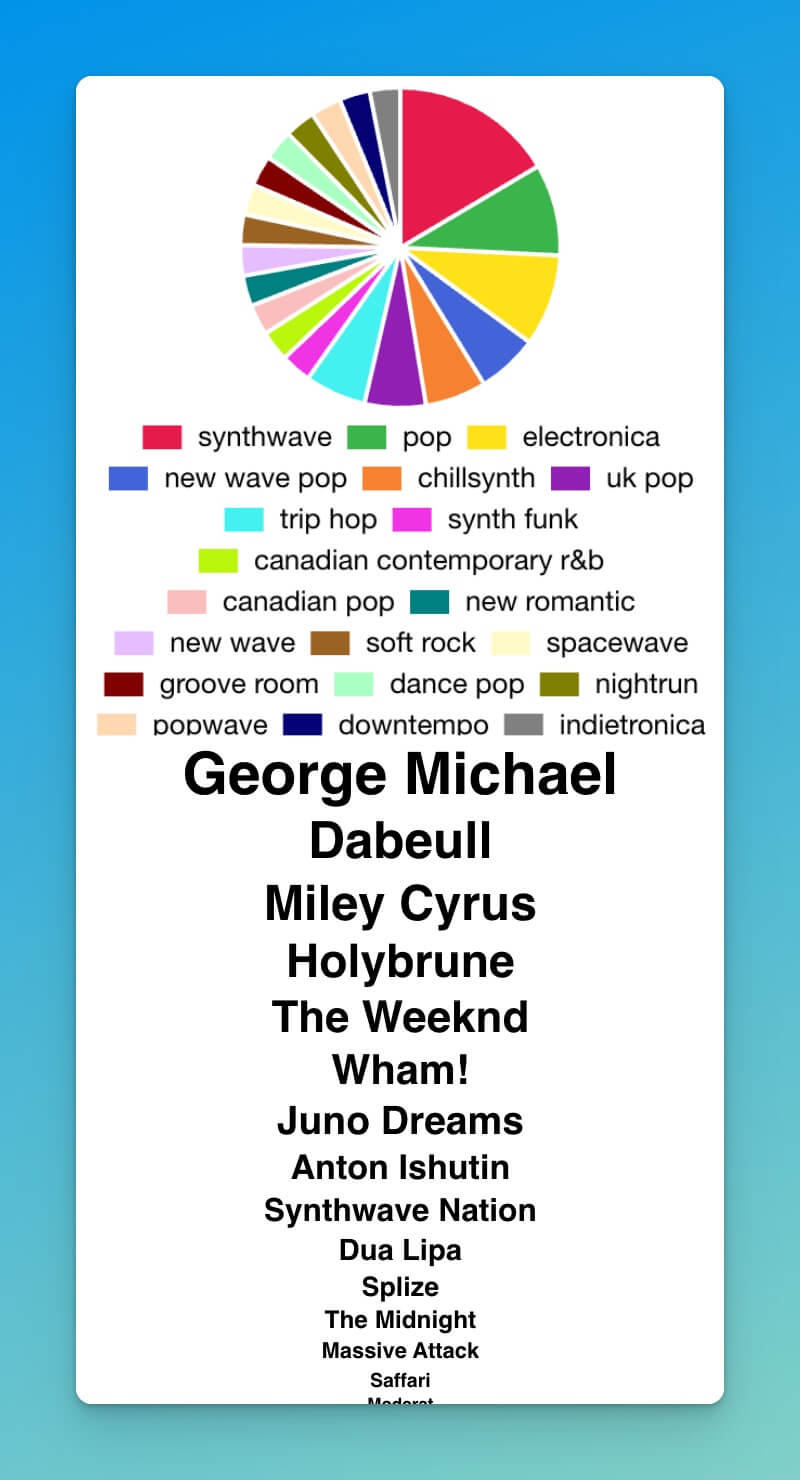 synthwave pop electronica
new wave pop chillsynth uk pop
trip hop synth funk
canadian contemporary r&b
canadian pop new romantic
new wave soft rock spacewave
groove room dance pop nightrun
popwave downtempo indietronica
George Michael
Dabeull
Miley Cyrus
Holybrune
The Weeknd
Wham!
Juno Dreams
Anton Ishutin
Synthwave Nation
Dua Lipa
Splize
The Midnight
Massive Attack
Saffari
Moderat